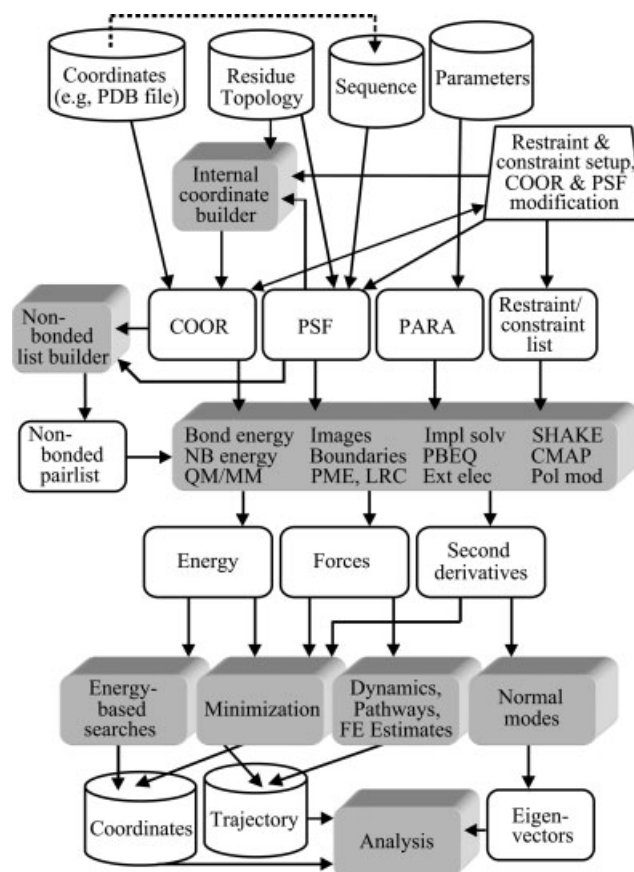 Coordinates
(e.g, PDB file)
Residue
Topology
Sequence
Parameters
Restraint &
constraint setup,
COOR & PSF
modification
Internal
coordinate
builder
Non-
bonded
list builder
COOR
PSF
PARA
Restraint/
constraint
list
Non-
bonded
pairlist
Bond energy
NB energy
QM/MM
Images
Boundaries
PME, LRC
Impl solv
PBEQ
Ext elec
SHAKE
CMAP
Pol mod
Energy
Forces
Second
derivatives
Energy-
based
searches
Minimization
Dynamics,
Pathways,
FE Estimates
Normal
modes
Coordinates
Trajectory
Analysis
Eigen-
vectors